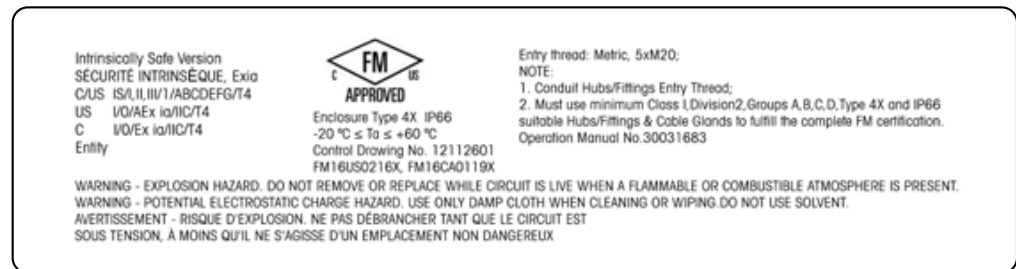 Intrinsically Safe Version
SÉCURITÉ INTRINSÈQUE, Exia
C/US IS/I,II,III/1/ABCDEFG/T4
US I/0/AEx ia/IIC/T4
C I/0/Ex ia/IIC/T4
Entity
FM
C US
APPROVED
Enclosure Type 4X IP66
-20 ºC ≤ Ta ≤ +60 ºC
Control Drawing No. 12112601
FM16US0216X, FM16CA0119X
Entry thread: Metric, 5xM20;
NOTE:
1. Conduit Hubs/Fittings Entry Thread;
2. Must use minimum Class I,Division2,Groups A,B,C,D,Type 4X and IP66
suitable Hubs/Fittings & Cable Glands to fulfill the complete FM certification.
Operation Manual No.30031683
WARNING - EXPLOSION HAZARD. DO NOT REMOVE OR REPLACE WHILE CIRCUIT IS LIVE WHEN A FLAMMABLE OR COMBUSTIBLE ATMOSPHERE IS PRESENT.
WARNING - POTENTIAL ELECTROSTATIC CHARGE HAZARD. USE ONLY DAMP CLOTH WHEN CLEANING OR WIPING.DO NOT USE SOLVENT.
AVERTISSEMENT - RISQUE D'EXPLOSION. NE PAS DÉBRANCHER TANT QUE LE CIRCUIT EST
SOUS TENSION, À MOINS QU'IL NE S'AGISSE D'UN EMPLACEMENT NON DANGEREUX